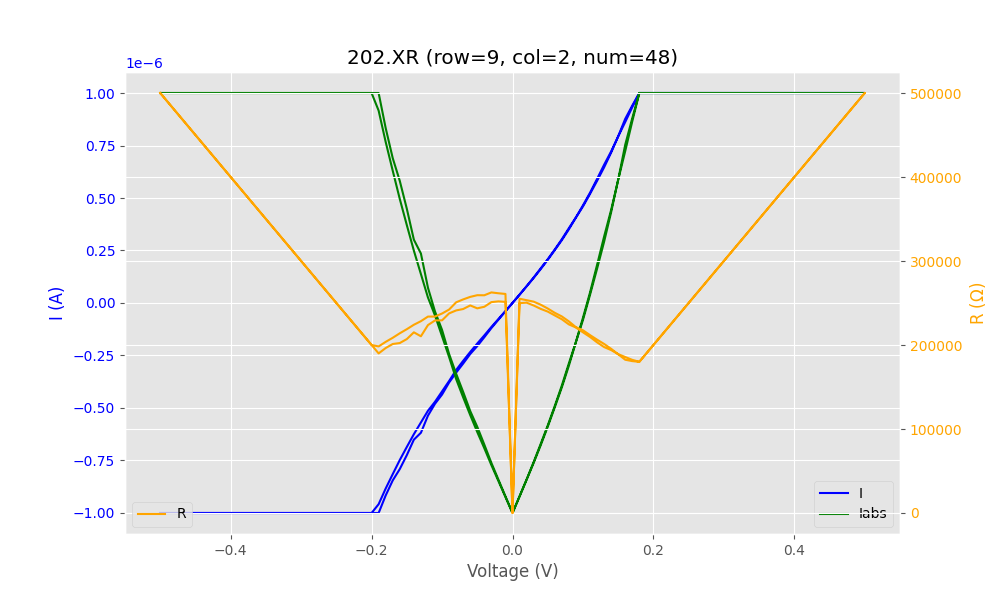 202.XR (row=9, col=2, num=48)
1e−6
1.00
0.75
0.50
0.25
0.00
−0.25
−0.50
−0.75
−1.00
I (A)
500000
400000
300000
200000
100000
0
R (Ω)
R
I
Iabs
−0.4
−0.2
0.0
0.2
0.4
Voltage (V)